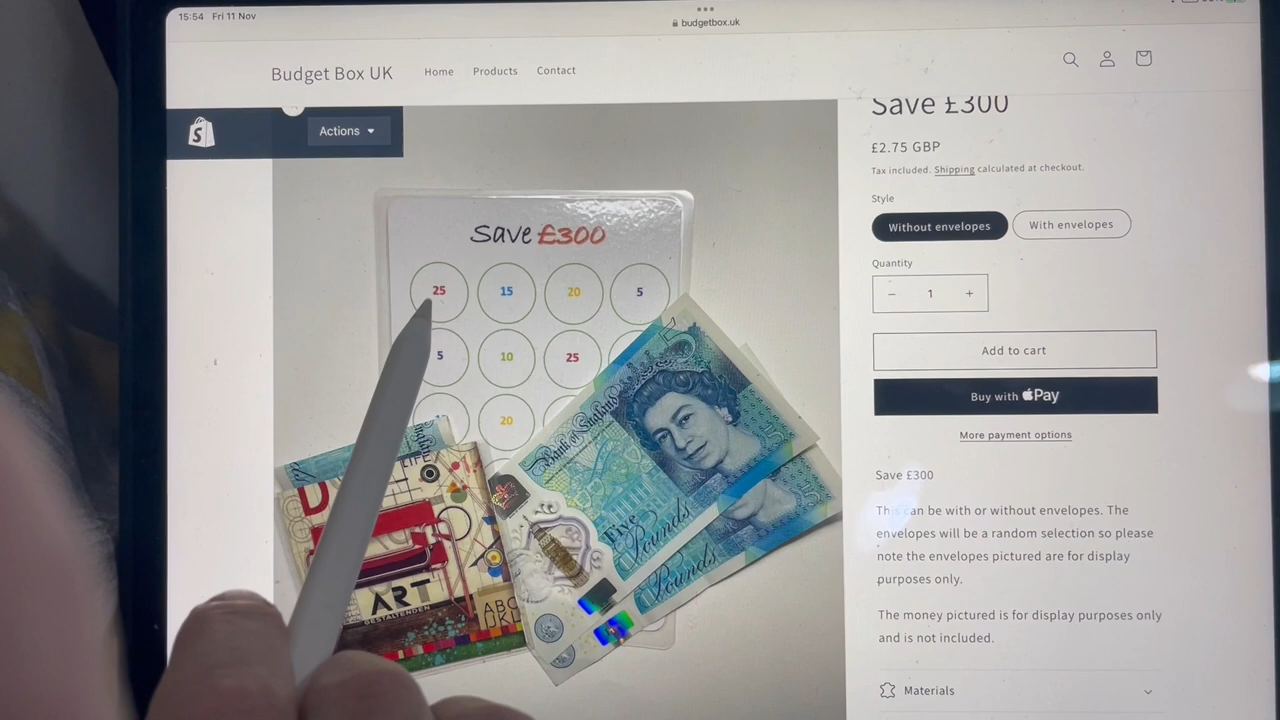 15:54 Fri 11 Nov
budgetbox.uk
Budget Box UK Home Products Contact
Actions
Save £300
£2.75 GBP
Tax included. Shipping calculated at checkout.
Style
Without envelopes With envelopes
Quantity
− 1 +
Add to cart
Buy with Pay
More payment options
Save £300
This can be with or without envelopes. The
envelopes will be a random selection so please
note the envelopes pictured are for display
purposes only.
The money pictured is for display purposes only
and is not included.
Materials
Save £300
25 15 20 5
5 10 25
20
Bank of England
Five
Pounds
Pounds
5
LIFE
D
ART
GESTALTENDEN
ABC